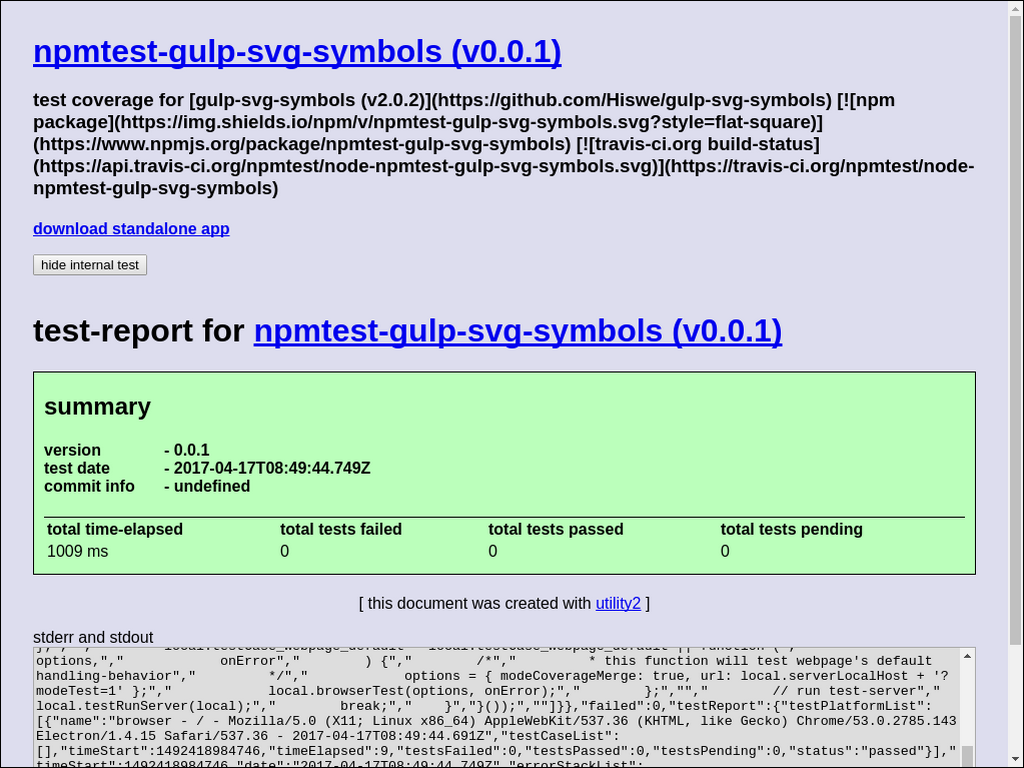 npmtest-gulp-svg-symbols (v0.0.1)
test coverage for [gulp-svg-symbols (v2.0.2)](https://github.com/Hiswe/gulp-svg-symbols) [![npm
package](https://img.shields.io/npm/v/npmtest-gulp-svg-symbols.svg?style=flat-square)]
(https://www.npmjs.org/package/npmtest-gulp-svg-symbols) [![travis-ci.org build-status]
(https://api.travis-ci.org/npmtest/node-npmtest-gulp-svg-symbols.svg)](https://travis-ci.org/npmtest/node-
npmtest-gulp-svg-symbols)
download standalone app
hide internal test
test-report for npmtest-gulp-svg-symbols (v0.0.1)
summary
version - 0.0.1
test date - 2017-04-17T08:49:44.749Z
commit info - undefined
total time-elapsed total tests failed total tests passed total tests pending
1009 ms 0 0 0
[ this document was created with utility2 ]
stderr and stdout
options," " onError"," ) {"," /*"," * this function will test webpage's default
handling-behavior"," */"," options = { modeCoverageMerge: true, url: local.serverLocalHost + '?
modeTest=1' };"," local.browserTest(options, onError);"," };",""," // run test-server","
local.testRunServer(local);"," break;"," }","}());",""]}},"failed":0,"testReport":{"testPlatformList":
[{"name":"browser - / - Mozilla/5.0 (X11; Linux x86_64) AppleWebKit/537.36 (KHTML, like Gecko) Chrome/53.0.2785.143
Electron/1.4.15 Safari/537.36 - 2017-04-17T08:49:44.691Z","testCaseList":
[],"timeStart":1492418984746,"timeElapsed":9,"testsFailed":0,"testsPassed":0,"testsPending":0,"status":"passed"}],"
timeStart":1492418984746,"date":"2017-04-17T08:49:44.749Z","errorStackList":